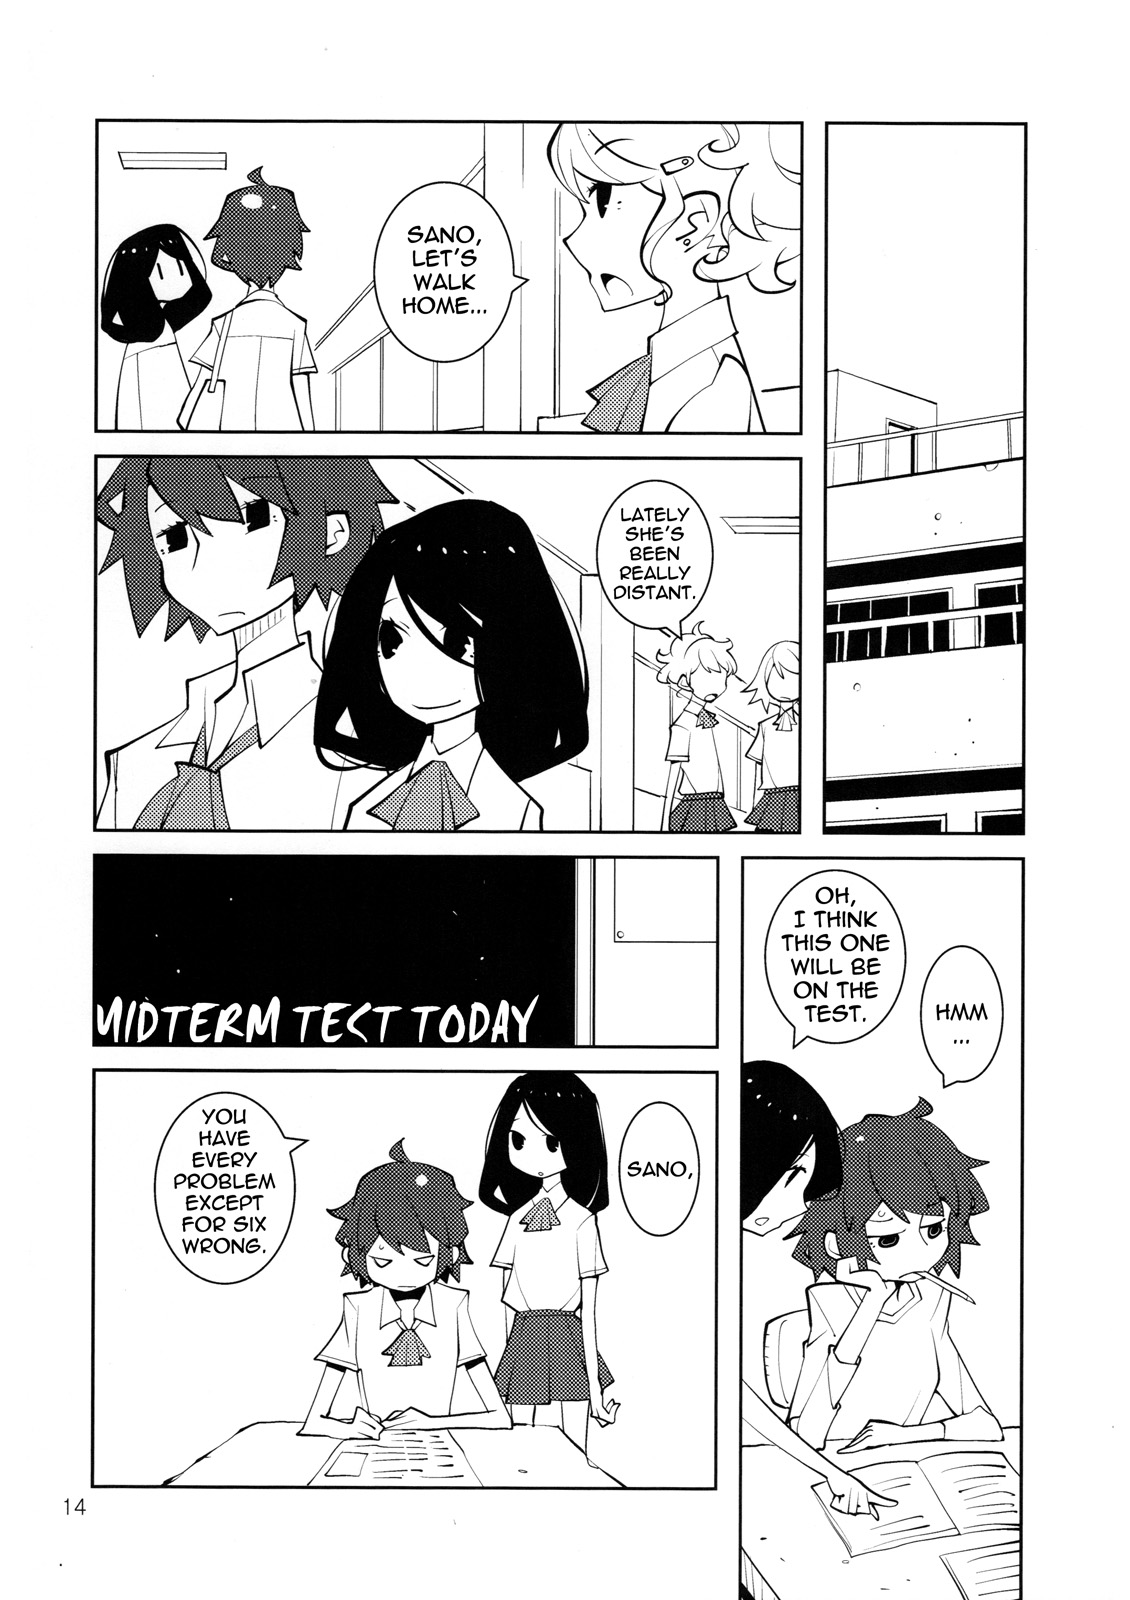 SANO,
LET'S
WALK
HOME...
LATELY
SHE'S
BEEN
REALLY
DISTANT.
OH,
I THINK
THIS ONE
WILL BE
ON THE
TEST.
HMM
...
MIDTERM TEST TODAY
SANO,
YOU
HAVE
EVERY
PROBLEM
EXCEPT
FOR SIX
WRONG.
14